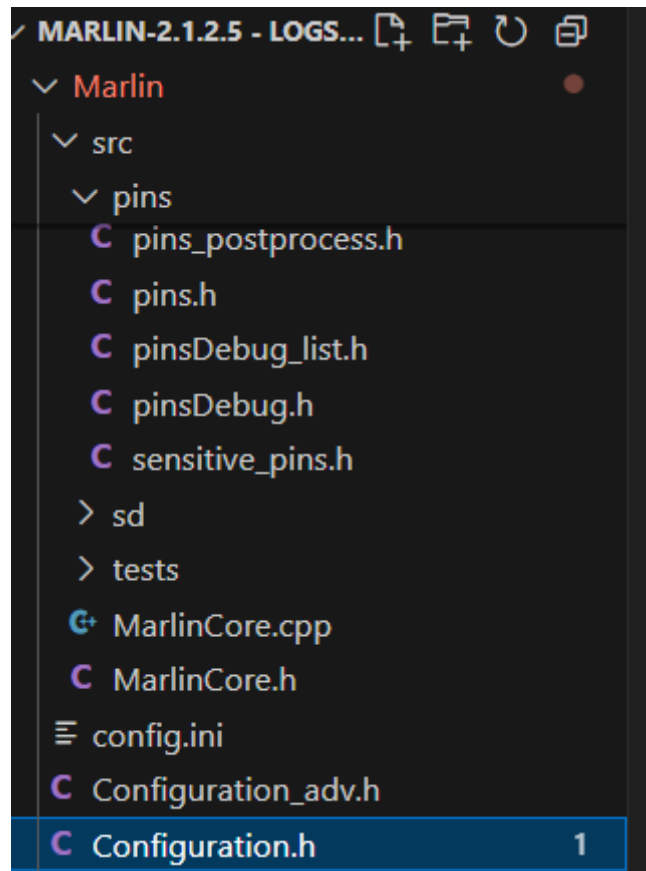 MARLIN-2.1.2.5 - LOGS...
Marlin
src
pins
C pins_postprocess.h
C pins.h
C pinsDebug_list.h
C pinsDebug.h
C sensitive_pins.h
sd
tests
C++ MarlinCore.cpp
C MarlinCore.h
config.ini
C Configuration_adv.h
C Configuration.h 1